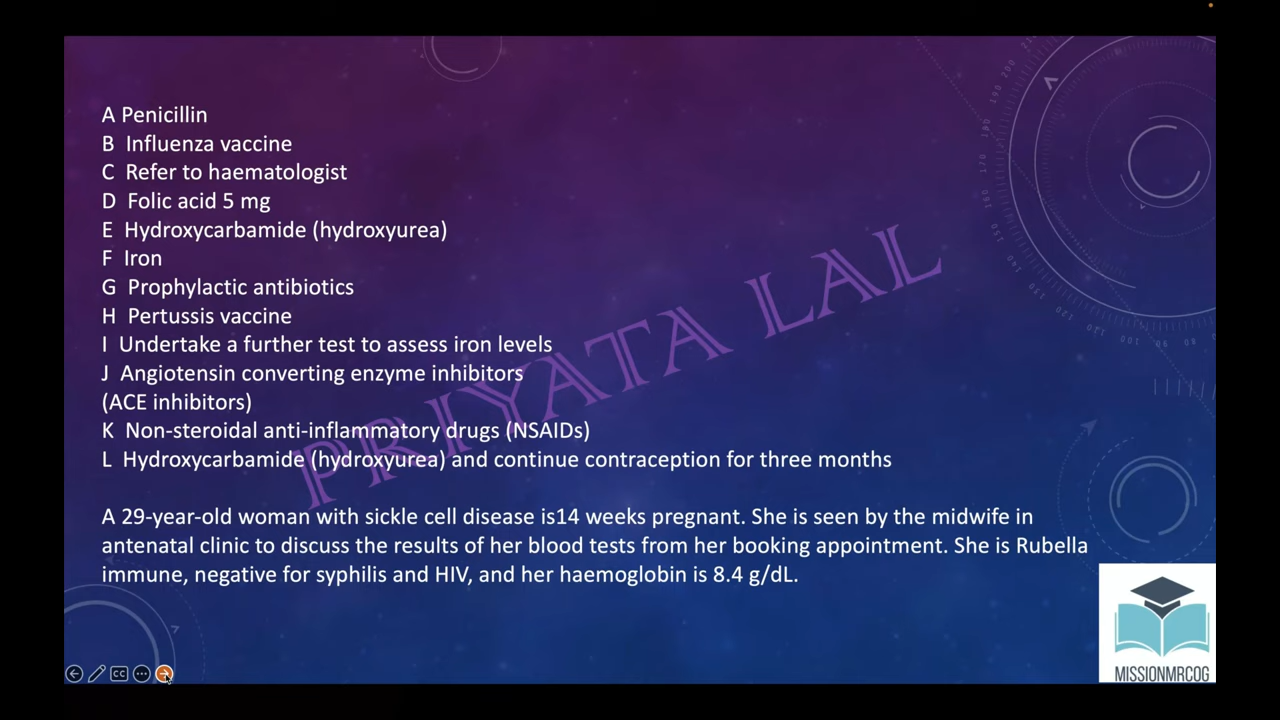 A Penicillin
B Influenza vaccine
C Refer to haematologist
D Folic acid 5 mg
E Hydroxycarbamide (hydroxyurea)
F Iron
G Prophylactic antibiotics
H Pertussis vaccine
I Undertake a further test to assess iron levels
J Angiotensin converting enzyme inhibitors
(ACE inhibitors)
K Non-steroidal anti-inflammatory drugs (NSAIDs)
L Hydroxycarbamide (hydroxyurea) and continue contraception for three months
PRIYATA LAL
A 29-year-old woman with sickle cell disease is14 weeks pregnant. She is seen by the midwife in
antenatal clinic to discuss the results of her blood tests from her booking appointment. She is Rubella
immune, negative for syphilis and HIV, and her haemoglobin is 8.4 g/dL.
MISSIONMRCOG
CC